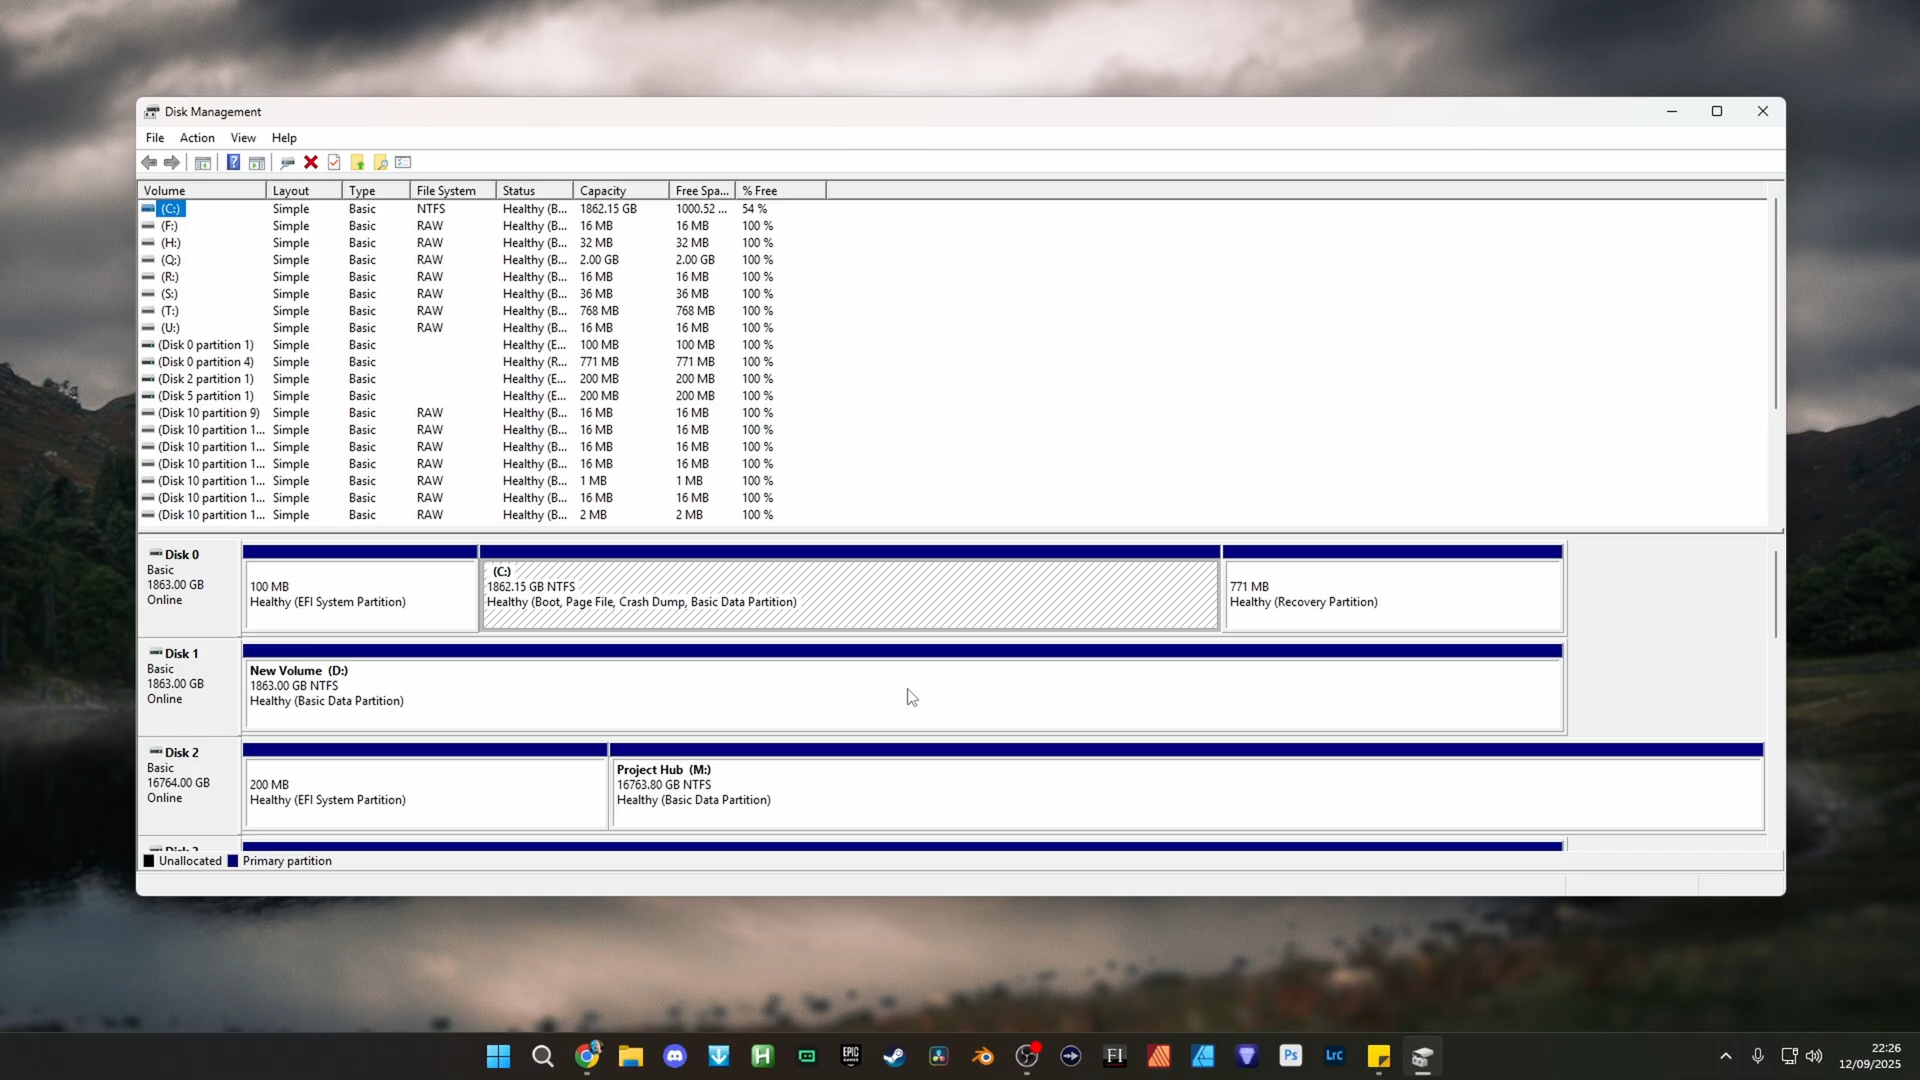 Disk Management
File Action View Help
Volume Layout Type File System Status Capacity Free Spa... % Free
(C:) Simple Basic NTFS Healthy (B... 1862.15 GB 1000.52 ... 54 %
(F:) Simple Basic RAW Healthy (B... 16 MB 16 MB 100 %
(H:) Simple Basic RAW Healthy (B... 32 MB 32 MB 100 %
(Q:) Simple Basic RAW Healthy (B... 2.00 GB 2.00 GB 100 %
(R:) Simple Basic RAW Healthy (B... 16 MB 16 MB 100 %
(S:) Simple Basic RAW Healthy (B... 36 MB 36 MB 100 %
(T:) Simple Basic RAW Healthy (B... 768 MB 768 MB 100 %
(U:) Simple Basic RAW Healthy (B... 16 MB 16 MB 100 %
(Disk 0 partition 1) Simple Basic Healthy (E... 100 MB 100 MB 100 %
(Disk 0 partition 4) Simple Basic Healthy (R... 771 MB 771 MB 100 %
(Disk 2 partition 1) Simple Basic Healthy (E... 200 MB 200 MB 100 %
(Disk 5 partition 1) Simple Basic Healthy (E... 200 MB 200 MB 100 %
(Disk 10 partition 9) Simple Basic RAW Healthy (B... 16 MB 16 MB 100 %
(Disk 10 partition 1... Simple Basic RAW Healthy (B... 16 MB 16 MB 100 %
(Disk 10 partition 1... Simple Basic RAW Healthy (B... 16 MB 16 MB 100 %
(Disk 10 partition 1... Simple Basic RAW Healthy (B... 16 MB 16 MB 100 %
(Disk 10 partition 1... Simple Basic RAW Healthy (B... 1 MB 1 MB 100 %
(Disk 10 partition 1... Simple Basic RAW Healthy (B... 16 MB 16 MB 100 %
(Disk 10 partition 1... Simple Basic RAW Healthy (B... 2 MB 2 MB 100 %
Disk 0
Basic
1863.00 GB
Online
100 MB
Healthy (EFI System Partition)
(C:)
1862.15 GB NTFS
Healthy (Boot, Page File, Crash Dump, Basic Data Partition)
771 MB
Healthy (Recovery Partition)
Disk 1
Basic
1863.00 GB
Online
New Volume (D:)
1863.00 GB NTFS
Healthy (Basic Data Partition)
Disk 2
Basic
16764.00 GB
Online
200 MB
Healthy (EFI System Partition)
Project Hub (M:)
16763.80 GB NTFS
Healthy (Basic Data Partition)
Unallocated Primary partition
EPIC
GAMES
FI
Ps
LrC
22:26
12/09/2025